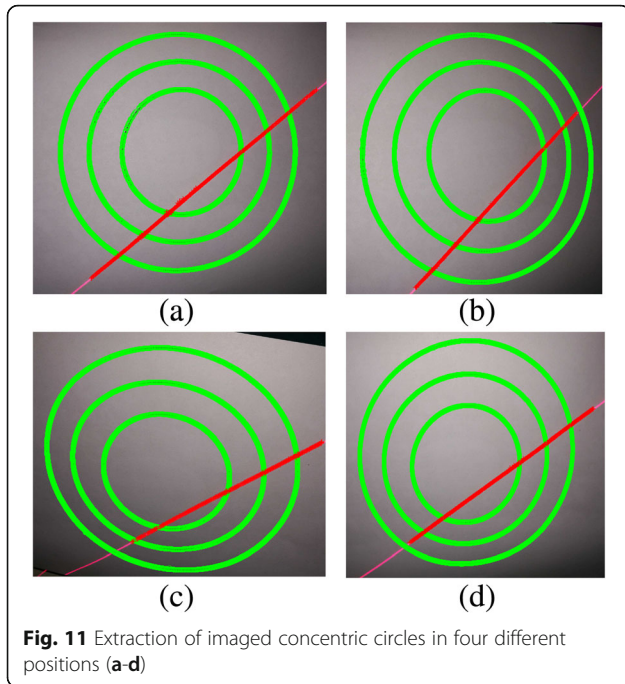 (a)
(b)
(c)
(d)
Fig. 11 Extraction of imaged concentric circles in four different
positions (a-d)